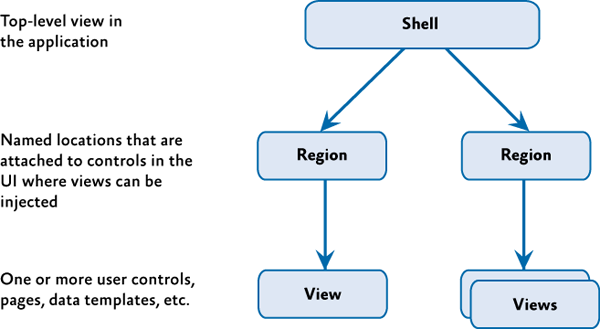 Top-level view in
the application
Shell
Named locations that are
attached to controls in the
UI where views can be
injected
Region
Region
One or more user controls,
pages, data templates, etc.
View
Views